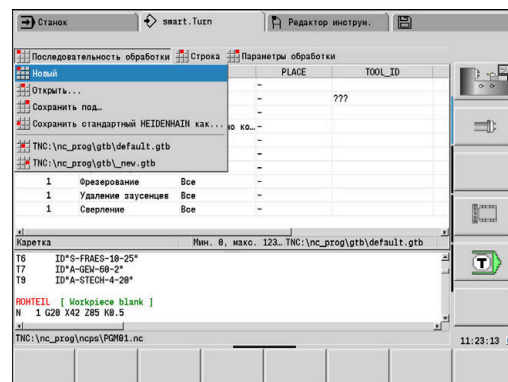 Станок smart.Turn Редактор инструм.
Последовательность обработки Строка Параметры обработки
Новый PLACE TOOL_ID
Открыть... –
??? 
Сохранить под… –
Сохранить стандартный HEIDENHAIN как... но ко… –
TNC:\nc_prog\gtb\default.gtb –
TNC:\nc_prog\gtb\_new.gtb –
1 Фрезерование Все –
1 Удаление заусенцев Все –
1 Сверление Все –
Каретка Мин. 0, макс. 123… TNC:\nc_prog\gtb\default.gtb
T6 ID"S-FRAES-10-25"
T7 ID"A-GEW-60-2"
T9 ID"A-STECH-4-20"
ROHTEIL [ Workpiece blank ]
N 1 G20 X42 Z85 K0.5
TNC:\nc_prog\ncps\PGM01.nc
T
11:23:13